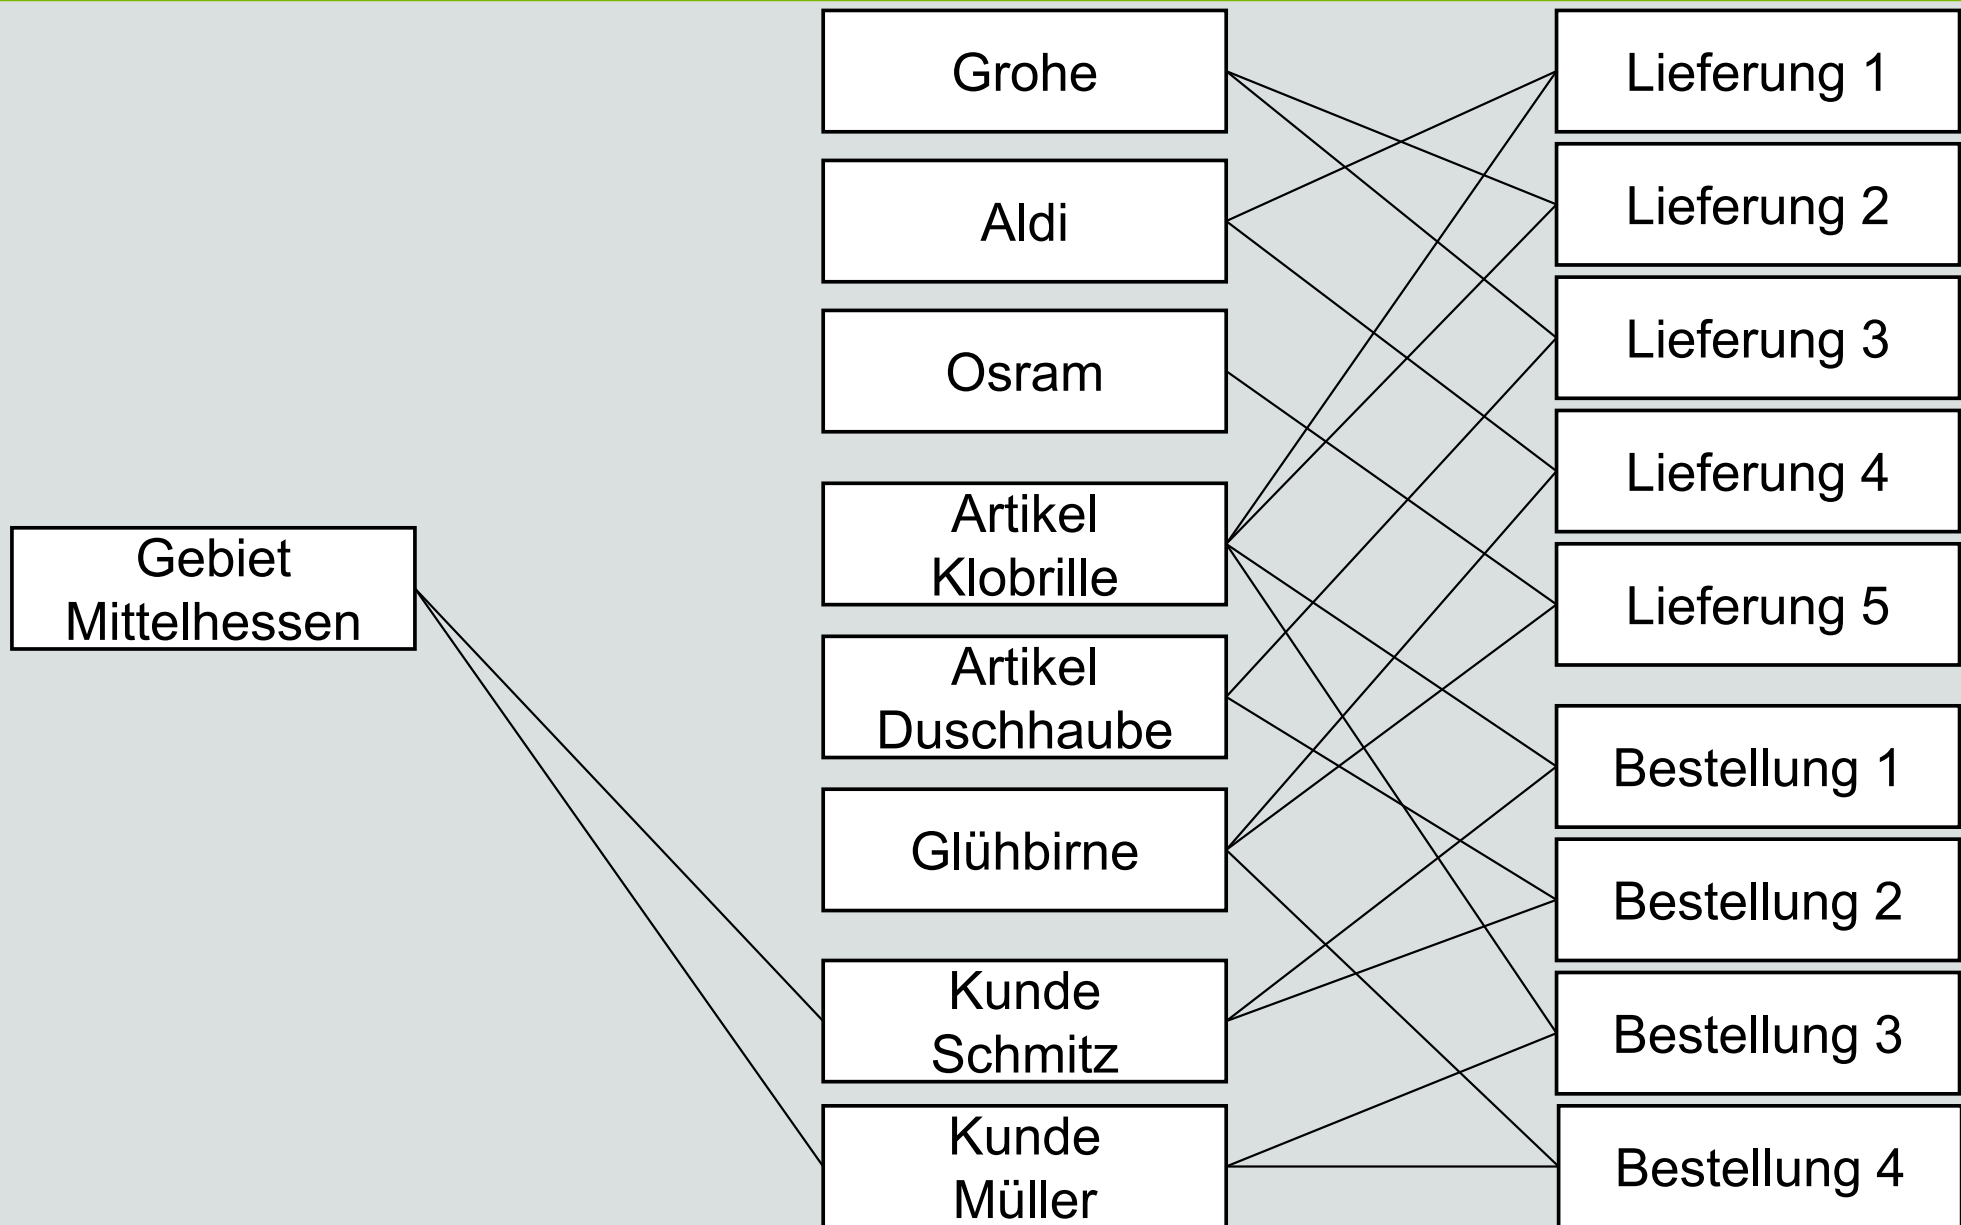 Gebiet
Mittelhessen
Grohe
Aldi
Osram
Artikel
Klobrille
Artikel
Duschhaube
Glühbirne
Kunde
Schmitz
Kunde
Müller
Lieferung 1
Lieferung 2
Lieferung 3
Lieferung 4
Lieferung 5
Bestellung 1
Bestellung 2
Bestellung 3
Bestellung 4